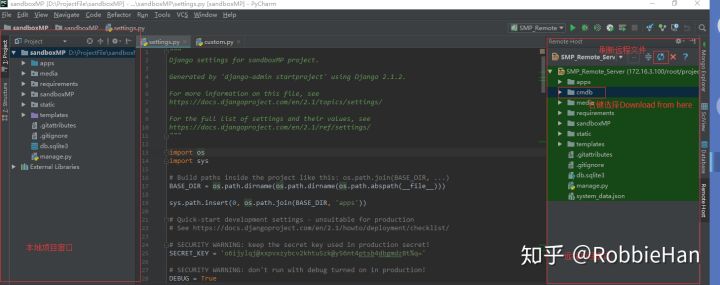 sandboxMP [D:\ProjectFile\sandboxMP] - ...\sandboxMP\settings.py [sandboxMP] - PyCharm
File Edit View Navigate Code Refactor Run Tools VCS Window Help
sandboxMP sandboxMP settings.py
SMP_Remote
1: Project
Z: Structure
Project
sandboxMP D:\ProjectFile\sandboxMP
apps
media
requirements
sandboxMP
static
templates
.gitattributes
.gitignore
db.sqlite3
manage.py
External Libraries
本地项目窗口
settings.py
custom.py
"""
Django settings for sandboxMP project.
Generated by 'django-admin startproject' using Django 2.1.2.
For more information on this file, see
https://docs.djangoproject.com/en/2.1/topics/settings/
For the full list of settings and their values, see
https://docs.djangoproject.com/en/2.1/ref/settings/
"""
import os
import sys
# Build paths inside the project like this: os.path.join(BASE_DIR, ...)
BASE_DIR = os.path.dirname(os.path.dirname(os.path.abspath(__file__)))
sys.path.insert(0, os.path.join(BASE_DIR, 'apps'))
# Quick-start development settings - unsuitable for production
# See https://docs.djangoproject.com/en/2.1/howto/deployment/checklist/
# SECURITY WARNING: keep the secret key used in production secret!
SECRET_KEY =
# SECURITY WARNING: don't run with debug turned on in production!
DEBUG = True
Remote Host
刷新远程文件
SMP_Remote_Serv
SMP_Remote_Server (172.16.3.100/root/proje
apps
cmdb
media
右键选择Download from here
requirements
sandboxMP
static
templates
.gitattributes
.gitignore
db.sqlite3
manage.py
system_data.json
Mongo Explorer
SciView
Database
Remote Host
知乎 @RobbieHan